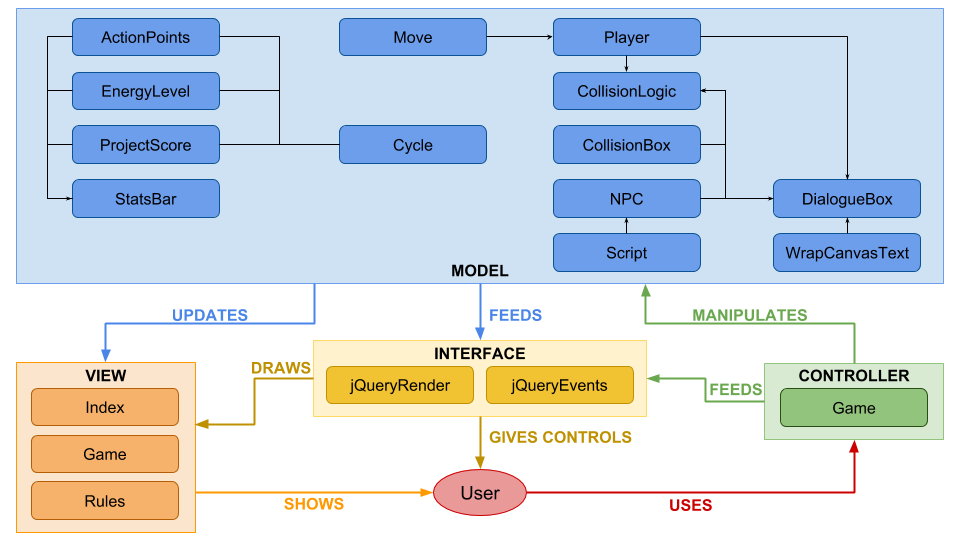 ActionPoints
Move
Player
EnergyLevel
CollisionLogic
ProjectScore
Cycle
CollisionBox
StatsBar
NPC
DialogueBox
Script
WrapCanvasText
MODEL
UPDATES
FEEDS
MANIPULATES
INTERFACE
jQueryRender
jQueryEvents
DRAWS
VIEW
Index
Game
Rules
FEEDS
CONTROLLER
Game
GIVES CONTROLS
User
SHOWS
USES